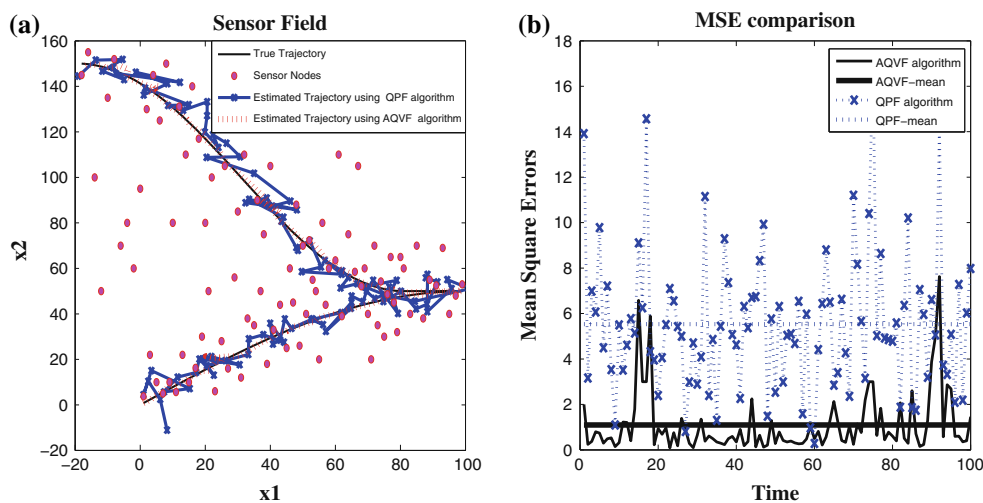 (a)
Sensor Field
160
140
120
100
80
60
40
20
0
−20
−20
0
20
40
60
80
100
x2
x1
True Trajectory
Sensor Nodes
Estimated Trajectory using QPF algorithm
Estimated Trajectory using AQVF algorithm
(b)
MSE comparison
18
16
14
12
10
8
6
4
2
0
0
20
40
60
80
100
Mean Square Errors
Time
AQVF algorithm
AQVF−mean
QPF algorithm
QPF−mean